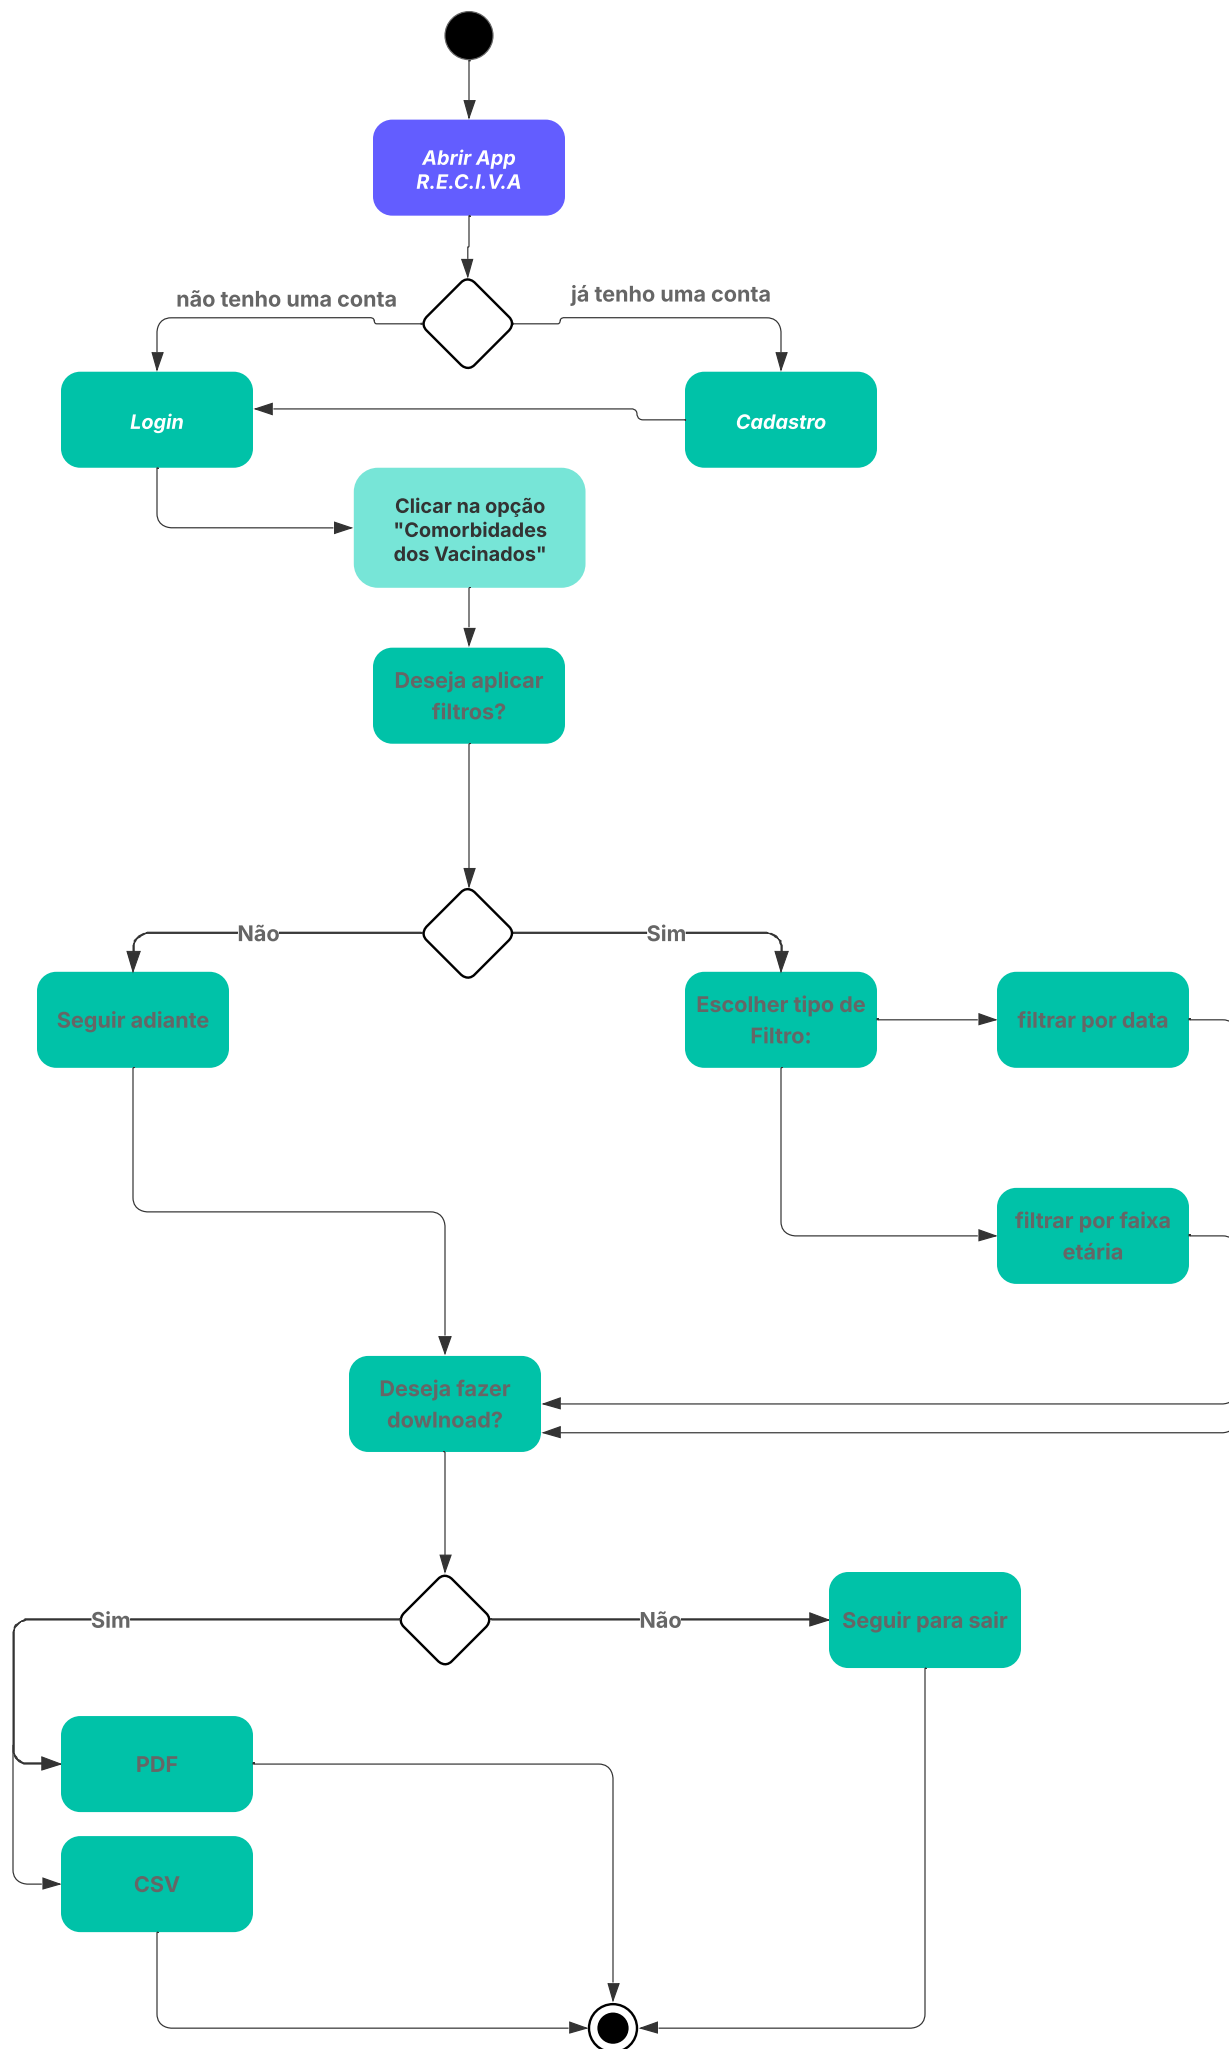 Abrir App
R.E.C.I.V.A
não tenho uma conta
já tenho uma conta
Login
Cadastro
Clicar na opção
"Comorbidades
dos Vacinados"
Deseja aplicar
filtros?
Não
Sim
Seguir adiante
Escolher tipo de
Filtro:
filtrar por data
filtrar por faixa
etária
Deseja fazer
dowlnoad?
Sim
Não
Seguir para sair
PDF
CSV